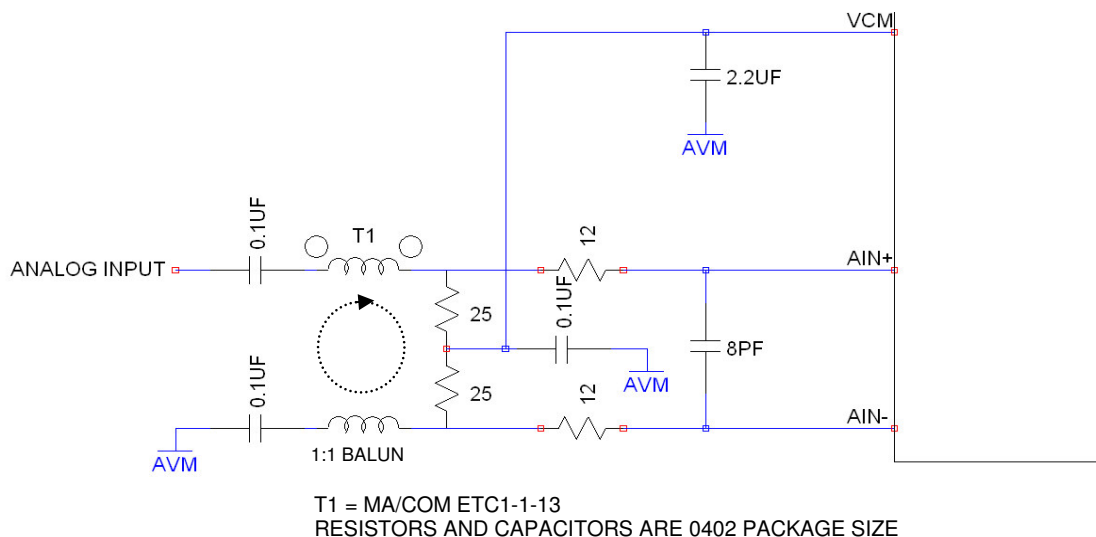 VCM
2.2UF
AVM
0.1UF
T1
12
ANALOG INPUT
AIN+
25
0.1UF
8PF
0.1UF
25
AVM
12
AIN-
AVM
1:1 BALUN
T1 = MA/COM ETC1-1-13
RESISTORS AND CAPACITORS ARE 0402 PACKAGE SIZE